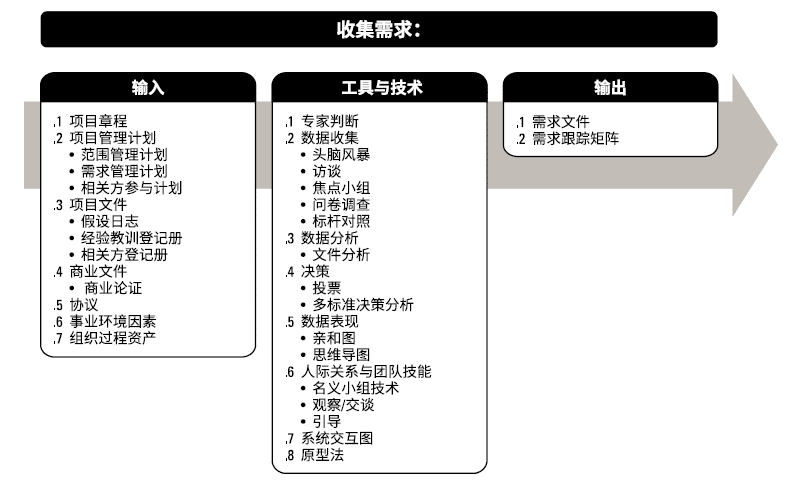 收集需求：
输入
.1 项目章程
.2 项目管理计划
• 范围管理计划
• 需求管理计划
• 相关方参与计划
.3 项目文件
• 假设日志
• 经验教训登记册
• 相关方登记册
.4 商业文件
• 商业论证
.5 协议
.6 事业环境因素
.7 组织过程资产
工具与技术
.1 专家判断
.2 数据收集
• 头脑风暴
• 访谈
• 焦点小组
• 问卷调查
• 标杆对照
.3 数据分析
• 文件分析
.4 决策
• 投票
• 多标准决策分析
.5 数据表现
• 亲和图
• 思维导图
.6 人际关系与团队技能
• 名义小组技术
• 观察/交谈
• 引导
.7 系统交互图
.8 原型法
输出
.1 需求文件
.2 需求跟踪矩阵